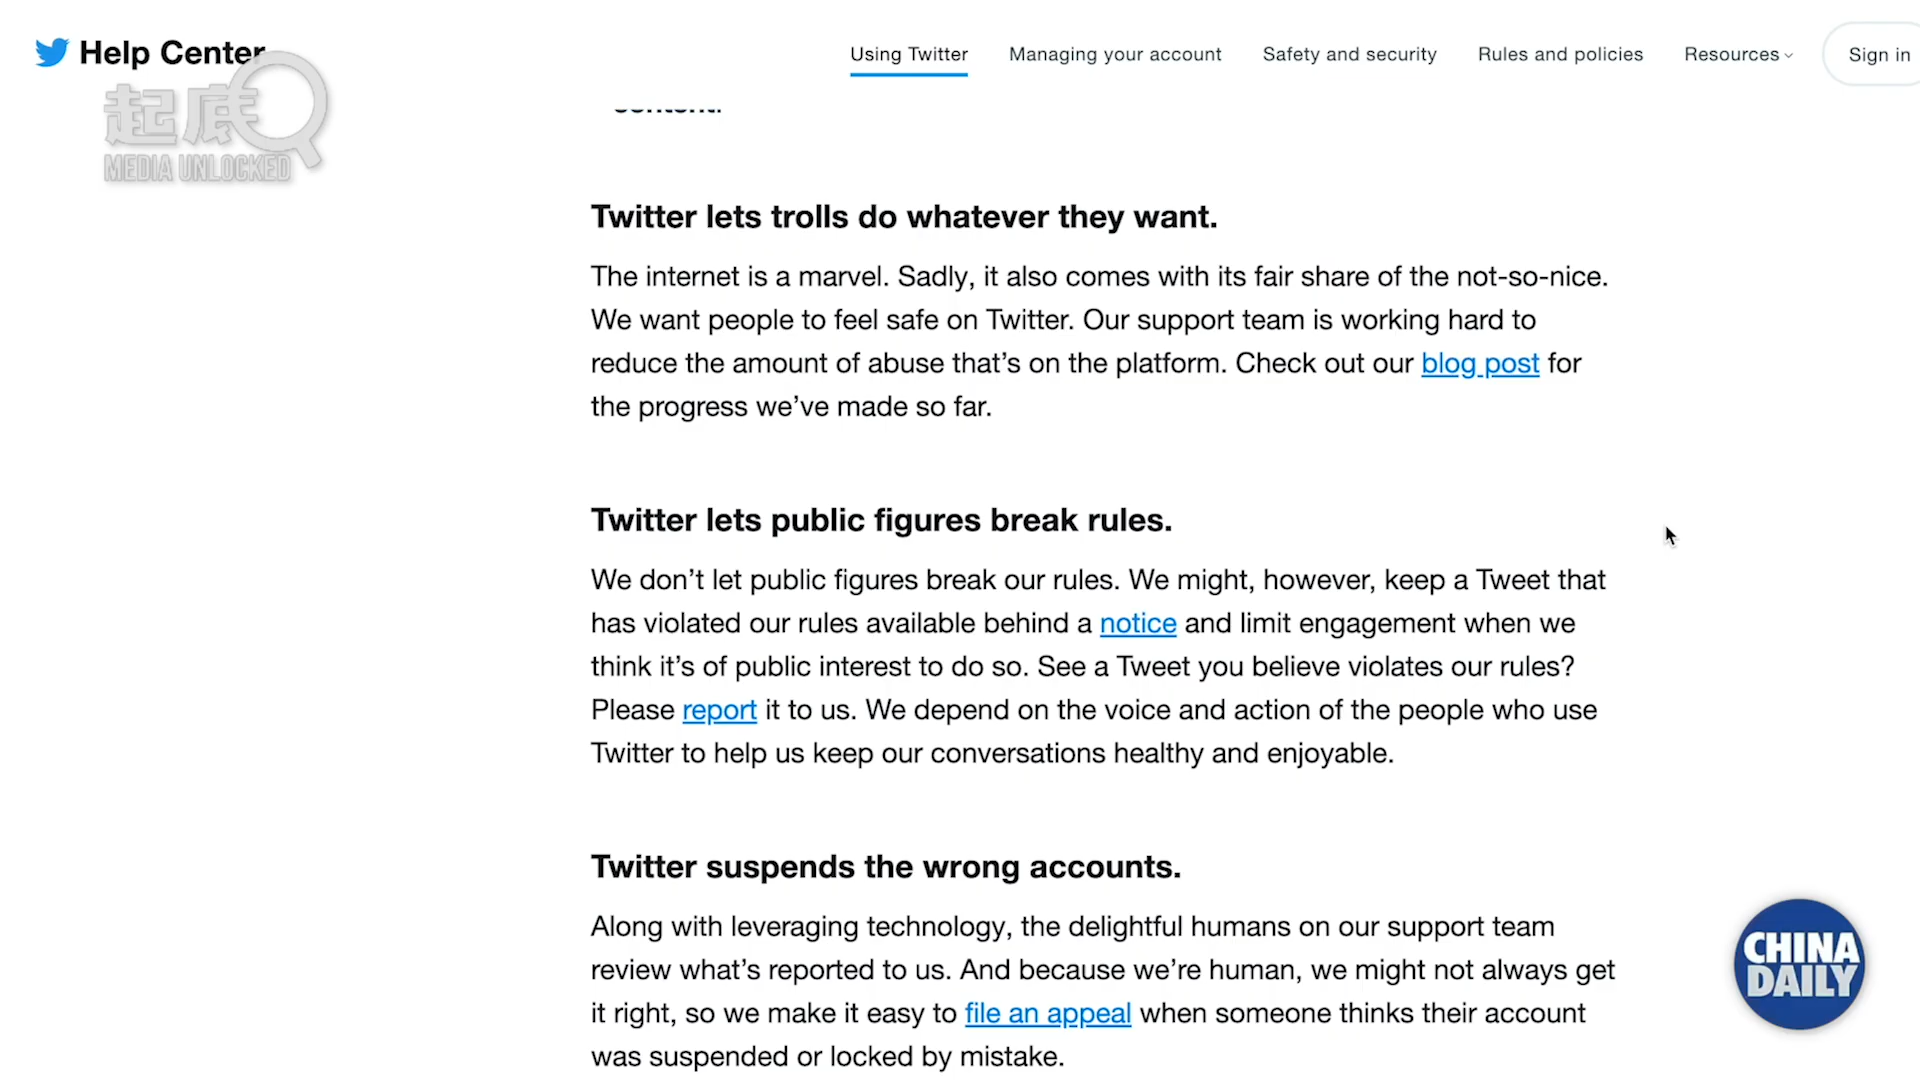 Help Center
Using Twitter
Managing your account
Safety and security
Rules and policies
Resources
Sign in
起底
MEDIA UNLOCKED
content.
Twitter lets trolls do whatever they want.
The internet is a marvel. Sadly, it also comes with its fair share of the not-so-nice.
We want people to feel safe on Twitter. Our support team is working hard to
reduce the amount of abuse that’s on the platform. Check out our blog post for
the progress we’ve made so far.
Twitter lets public figures break rules.
We don’t let public figures break our rules. We might, however, keep a Tweet that
has violated our rules available behind a notice and limit engagement when we
think it’s of public interest to do so. See a Tweet you believe violates our rules?
Please report it to us. We depend on the voice and action of the people who use
Twitter to help us keep our conversations healthy and enjoyable.
Twitter suspends the wrong accounts.
Along with leveraging technology, the delightful humans on our support team
review what’s reported to us. And because we’re human, we might not always get
it right, so we make it easy to file an appeal when someone thinks their account
was suspended or locked by mistake.
CHINA
DAILY